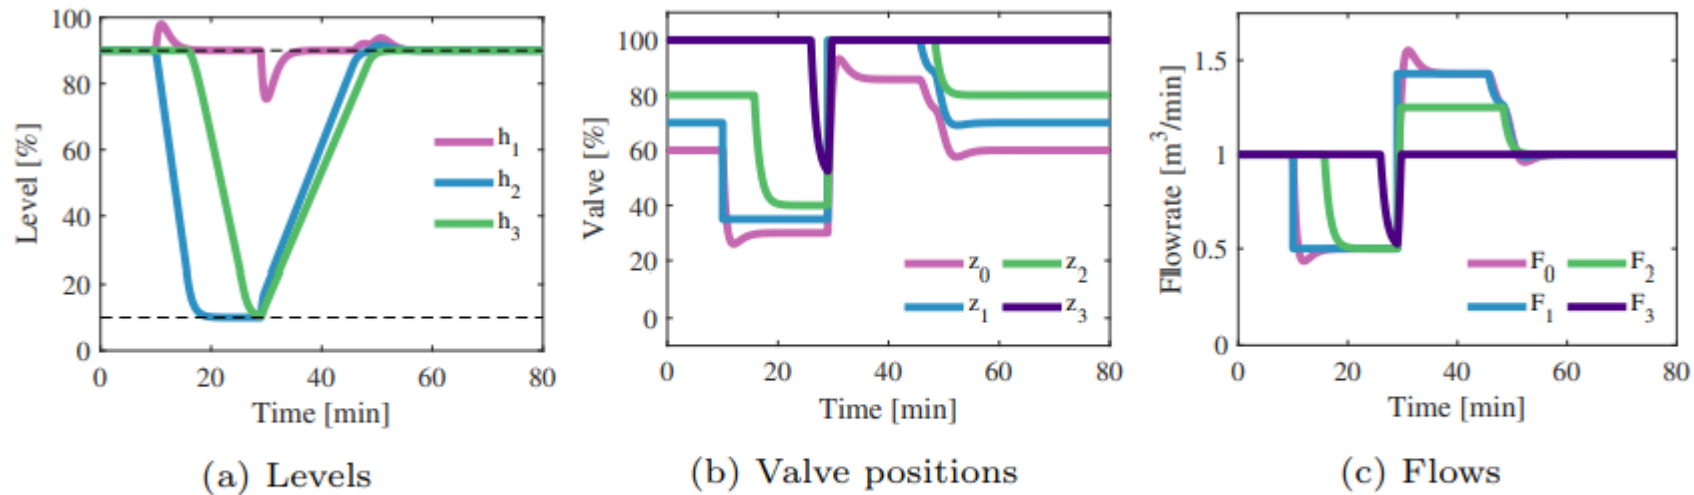 100
80
60
40
20
0
0
20
40
60
80
Level [%]
Time [min]
h1
h2
h3
(a) Levels
100
80
60
40
20
0
0
20
40
60
80
Valve [%]
Time [min]
z0
z2
z1
z3
(b) Valve positions
1.5
1
0.5
0
0
20
40
60
80
Flowrate [m³/min]
Time [min]
F0
F2
F1
F3
(c) Flows